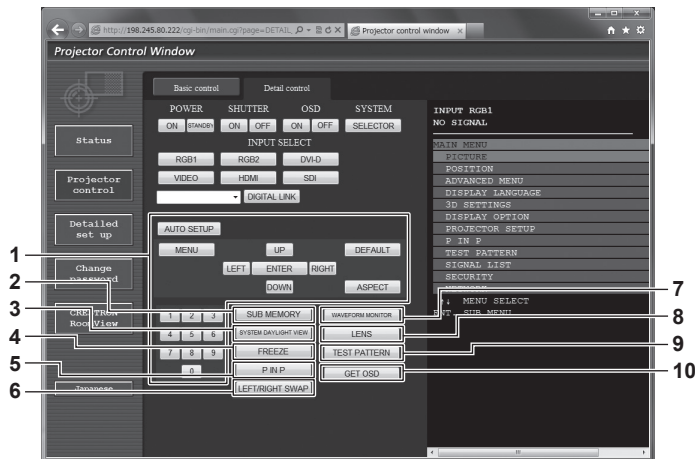 http://198.245.80.222/cgi-bin/main.cgi?page=DETAIL
Projector control window
Projector Control Window
Basic control
Detail control
POWER SHUTTER OSD SYSTEM
ON STANDBY ON OFF ON OFF SELECTOR
INPUT SELECT
RGB1 RGB2 DVI-D
VIDEO HDMI SDI
DIGITAL LINK
Status
Projector
control
Detailed
set up
Change
password
CRESTRON
RoomView
Japanese
AUTO SETUP
MENU UP DEFAULT
LEFT ENTER RIGHT
DOWN ASPECT
1 2 3
4 5 6
7 8 9
0
SUB MEMORY
SYSTEM DAYLIGHT VIEW
FREEZE
P IN P
LEFT/RIGHT SWAP
WAVEFORM MONITOR
LENS
TEST PATTERN
GET OSD
INPUT RGB1
NO SIGNAL
MAIN MENU
PICTURE
POSITION
ADVANCED MENU
DISPLAY LANGUAGE
3D SETTINGS
DISPLAY OPTION
PROJECTOR SETUP
P IN P
TEST PATTERN
SIGNAL LIST
SECURITY
NETWORK
↑↓ MENU SELECT
ENT SUB MENU
1
2
3
4
5
6
7
8
9
10